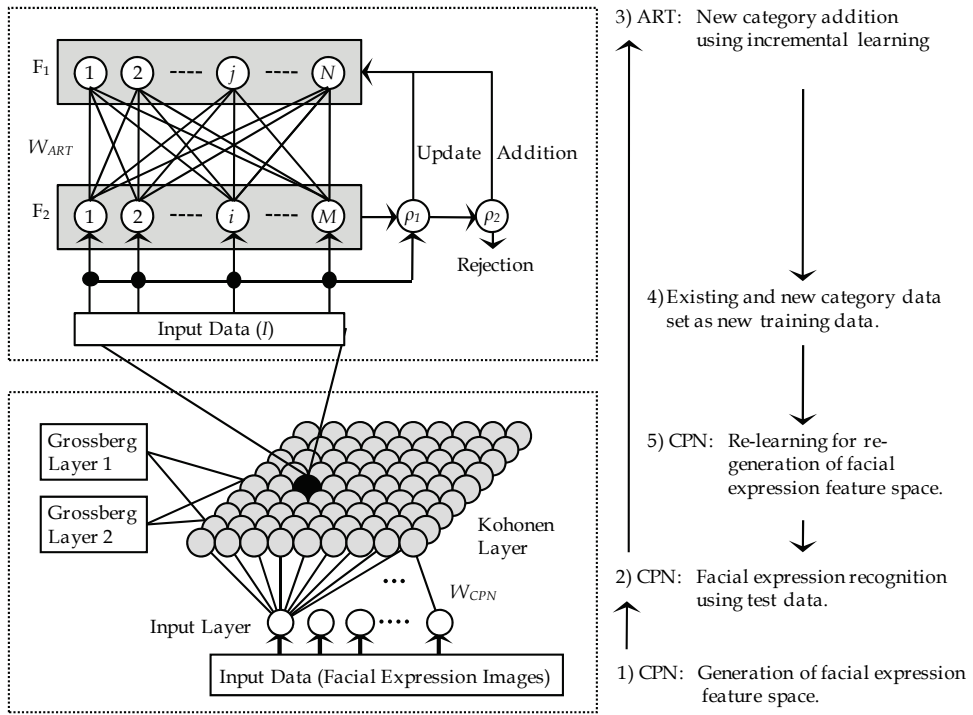 F1
1 2 ---- j ---- N
WART
Update
Addition
F2
1 2 ---- i ---- M
ρ1
ρ2
Rejection
Input Data (I)
Grossberg
Layer 1
Grossberg
Layer 2
Kohonen
Layer
...
WCPN
Input Layer
....
Input Data (Facial Expression Images)
3) ART: New category addition
using incremental learning
4) Existing and new category data
set as new training data.
5) CPN: Re-learning for re-
generation of facial
expression feature space.
2) CPN: Facial expression recognition
using test data.
1) CPN: Generation of facial expression
feature space.